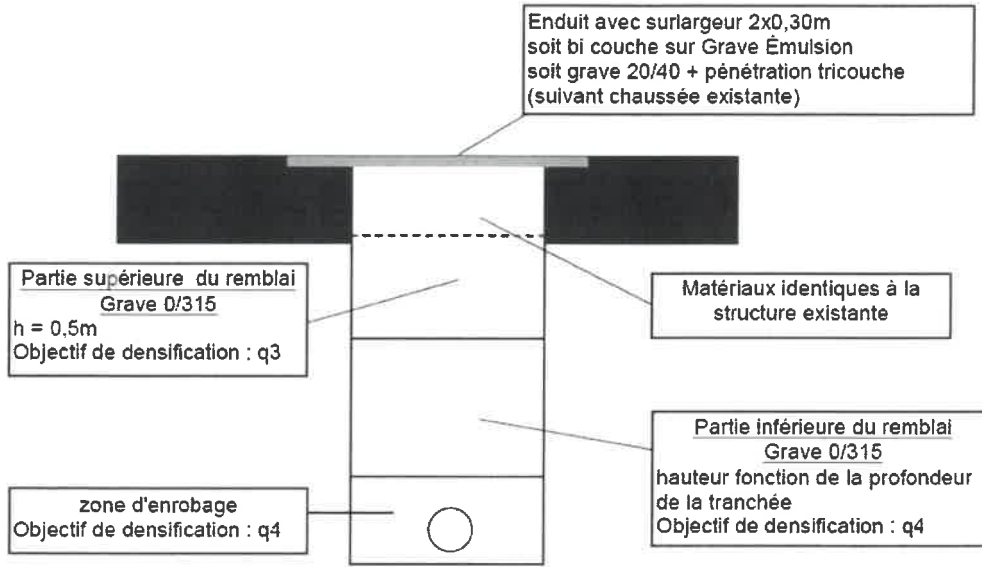 Enduit avec surlargeur 2x0,30m
soit bi couche sur Grave Émulsion
soit grave 20/40 + pénétration tricouche
(suivant chaussée existante)
Partie supérieure du remblai
Grave 0/315
h = 0,5m
Objectif de densification : q3
Matériaux identiques à la
structure existante
Partie inférieure du remblai
Grave 0/315
hauteur fonction de la profondeur
de la tranchée
Objectif de densification : q4
zone d'enrobage
Objectif de densification : q4